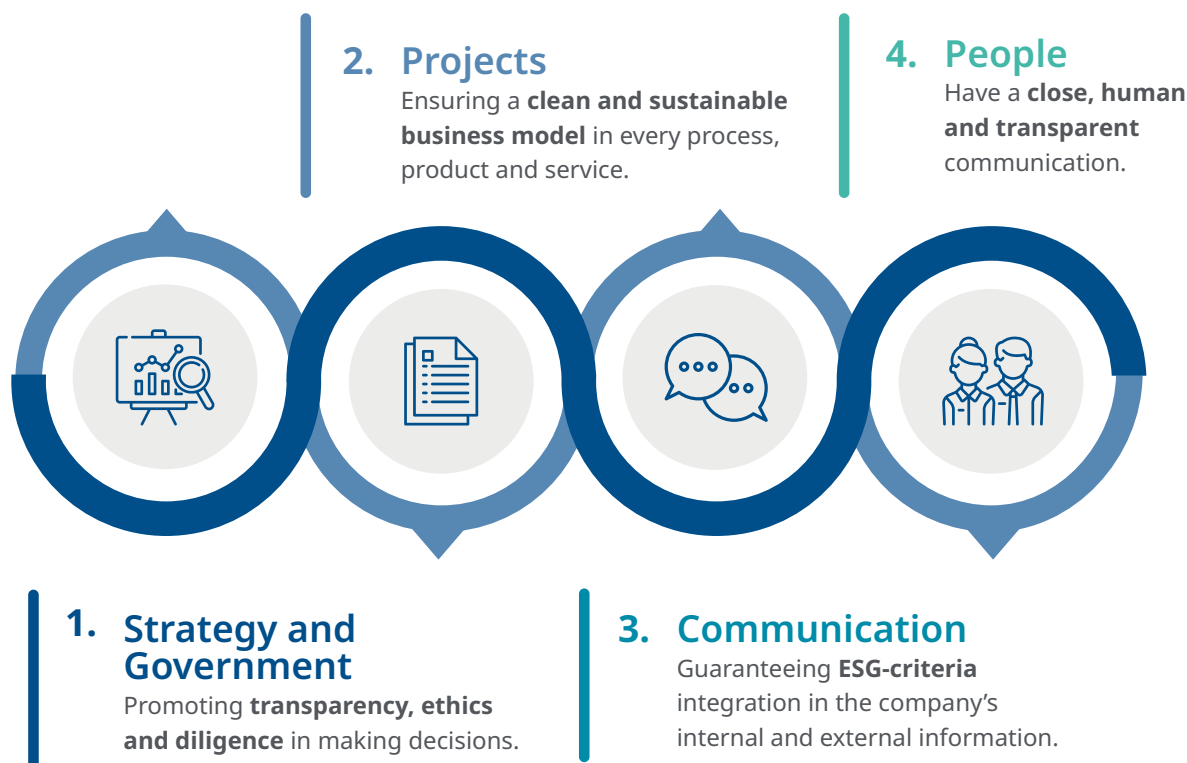 2. Projects
Ensuring a clean and sustainable
business model in every process,
product and service.
4. People
Have a close, human
and transparent
communication.
1. Strategy and
Government
Promoting transparency, ethics
and diligence in making decisions.
3. Communication
Guaranteeing ESG-criteria
integration in the company’s
internal and external information.